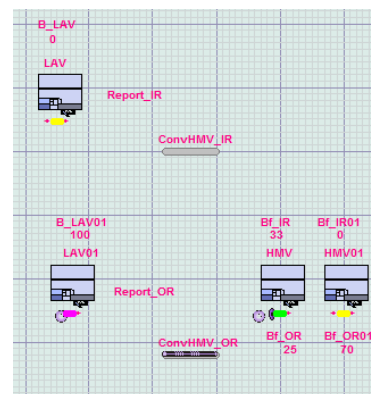 B_LAV
0
LAV
Report_IR
ConvHMV_IR
B_LAV01
100
LAV01
Bf_IR
33
HMV
Bf_IR01
0
HMV01
Report_OR
ConvHMV_OR
Bf_OR
25
Bf_OR01
70